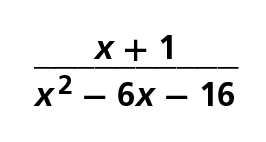 x + 1
x² − 6x − 16